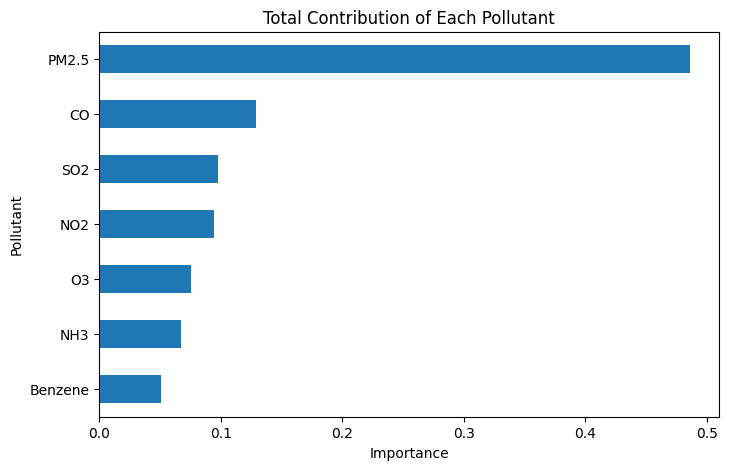 Total Contribution of Each Pollutant
PM2.5
CO
SO2
NO2
O3
NH3
Benzene
Pollutant
0.0 0.1 0.2 0.3 0.4 0.5
Importance